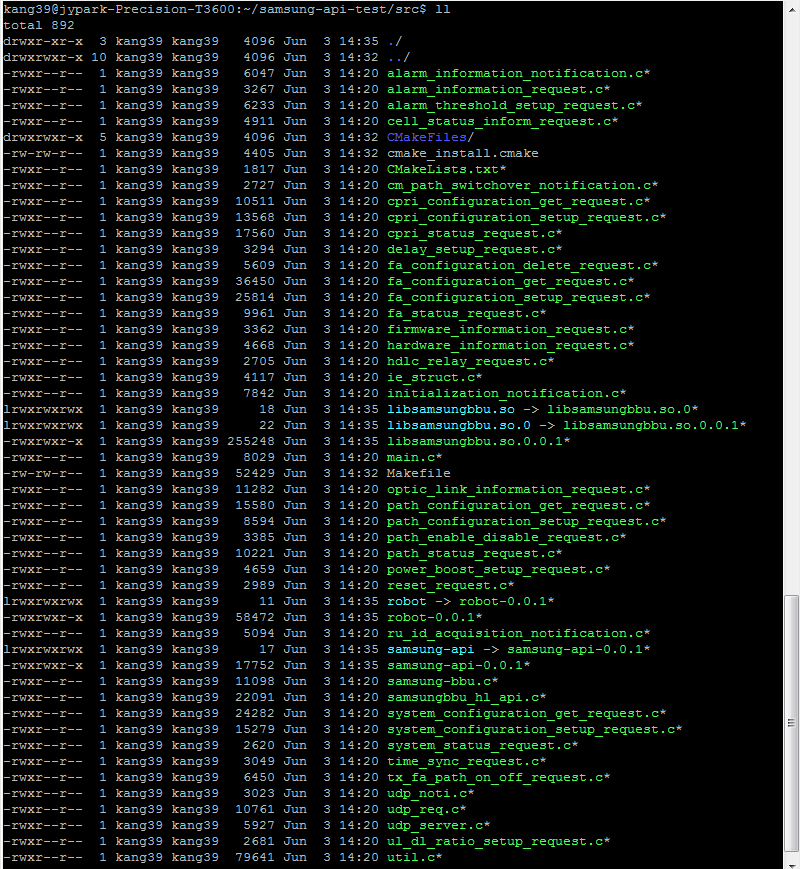 kang39@jypark-Precision-T3600:~/samsung-api-test/src$ ll
total 892
drwxr-xr-x  3 kang39 kang39   4096 Jun  3 14:35 ./
drwxrwxr-x 10 kang39 kang39   4096 Jun  3 14:32 ../
-rwxr--r--  1 kang39 kang39   6047 Jun  3 14:20 alarm_information_notification.c*
-rwxr--r--  1 kang39 kang39   3267 Jun  3 14:20 alarm_information_request.c*
-rwxr--r--  1 kang39 kang39   6233 Jun  3 14:20 alarm_threshold_setup_request.c*
-rwxr--r--  1 kang39 kang39   4911 Jun  3 14:20 cell_status_inform_request.c*
drwxrwxr-x  5 kang39 kang39   4096 Jun  3 14:32 CMakeFiles/
-rw-rw-r--  1 kang39 kang39   4405 Jun  3 14:32 cmake_install.cmake
-rwxr--r--  1 kang39 kang39   1817 Jun  3 14:20 CMakeLists.txt*
-rwxr--r--  1 kang39 kang39   2727 Jun  3 14:20 cm_path_switchover_notification.c*
-rwxr--r--  1 kang39 kang39  10511 Jun  3 14:20 cpri_configuration_get_request.c*
-rwxr--r--  1 kang39 kang39  13568 Jun  3 14:20 cpri_configuration_setup_request.c*
-rwxr--r--  1 kang39 kang39  17560 Jun  3 14:20 cpri_status_request.c*
-rwxr--r--  1 kang39 kang39   3294 Jun  3 14:20 delay_setup_request.c*
-rwxr--r--  1 kang39 kang39   5609 Jun  3 14:20 fa_configuration_delete_request.c*
-rwxr--r--  1 kang39 kang39  36450 Jun  3 14:20 fa_configuration_get_request.c*
-rwxr--r--  1 kang39 kang39  25814 Jun  3 14:20 fa_configuration_setup_request.c*
-rwxr--r--  1 kang39 kang39   9961 Jun  3 14:20 fa_status_request.c*
-rwxr--r--  1 kang39 kang39   3362 Jun  3 14:20 firmware_information_request.c*
-rwxr--r--  1 kang39 kang39   4668 Jun  3 14:20 hardware_information_request.c*
-rwxr--r--  1 kang39 kang39   2705 Jun  3 14:20 hdlc_relay_request.c*
-rwxr--r--  1 kang39 kang39   4117 Jun  3 14:20 ie_struct.c*
-rwxr--r--  1 kang39 kang39   7842 Jun  3 14:20 initialization_notification.c*
lrwxrwxrwx  1 kang39 kang39     18 Jun  3 14:35 libsamsungbbu.so -> libsamsungbbu.so.0*
lrwxrwxrwx  1 kang39 kang39     22 Jun  3 14:35 libsamsungbbu.so.0 -> libsamsungbbu.so.0.0.1*
-rwxrwxr-x  1 kang39 kang39 255248 Jun  3 14:35 libsamsungbbu.so.0.0.1*
-rwxr--r--  1 kang39 kang39   8029 Jun  3 14:20 main.c*
-rw-rw-r--  1 kang39 kang39  52429 Jun  3 14:32 Makefile
-rwxr--r--  1 kang39 kang39  11282 Jun  3 14:20 optic_link_information_request.c*
-rwxr--r--  1 kang39 kang39  15580 Jun  3 14:20 path_configuration_get_request.c*
-rwxr--r--  1 kang39 kang39   8594 Jun  3 14:20 path_configuration_setup_request.c*
-rwxr--r--  1 kang39 kang39   3385 Jun  3 14:20 path_enable_disable_request.c*
-rwxr--r--  1 kang39 kang39  10221 Jun  3 14:20 path_status_request.c*
-rwxr--r--  1 kang39 kang39   4659 Jun  3 14:20 power_boost_setup_request.c*
-rwxr--r--  1 kang39 kang39   2989 Jun  3 14:20 reset_request.c*
lrwxrwxrwx  1 kang39 kang39     11 Jun  3 14:35 robot -> robot-0.0.1*
-rwxrwxr-x  1 kang39 kang39  58472 Jun  3 14:35 robot-0.0.1*
-rwxr--r--  1 kang39 kang39   5094 Jun  3 14:20 ru_id_acquisition_notification.c*
lrwxrwxrwx  1 kang39 kang39     17 Jun  3 14:35 samsung-api -> samsung-api-0.0.1*
-rwxrwxr-x  1 kang39 kang39  17752 Jun  3 14:35 samsung-api-0.0.1*
-rwxr--r--  1 kang39 kang39  11098 Jun  3 14:20 samsung-bbu.c*
-rwxr--r--  1 kang39 kang39  22091 Jun  3 14:20 samsungbbu_hl_api.c*
-rwxr--r--  1 kang39 kang39  24282 Jun  3 14:20 system_configuration_get_request.c*
-rwxr--r--  1 kang39 kang39  15279 Jun  3 14:20 system_configuration_setup_request.c*
-rwxr--r--  1 kang39 kang39   2620 Jun  3 14:20 system_status_request.c*
-rwxr--r--  1 kang39 kang39   3049 Jun  3 14:20 time_sync_request.c*
-rwxr--r--  1 kang39 kang39   6450 Jun  3 14:20 tx_fa_path_on_off_request.c*
-rwxr--r--  1 kang39 kang39   3023 Jun  3 14:20 udp_noti.c*
-rwxr--r--  1 kang39 kang39  10761 Jun  3 14:20 udp_req.c*
-rwxr--r--  1 kang39 kang39   5927 Jun  3 14:20 udp_server.c*
-rwxr--r--  1 kang39 kang39   2681 Jun  3 14:20 ul_dl_ratio_setup_request.c*
-rwxr--r--  1 kang39 kang39  79641 Jun  3 14:20 util.c*